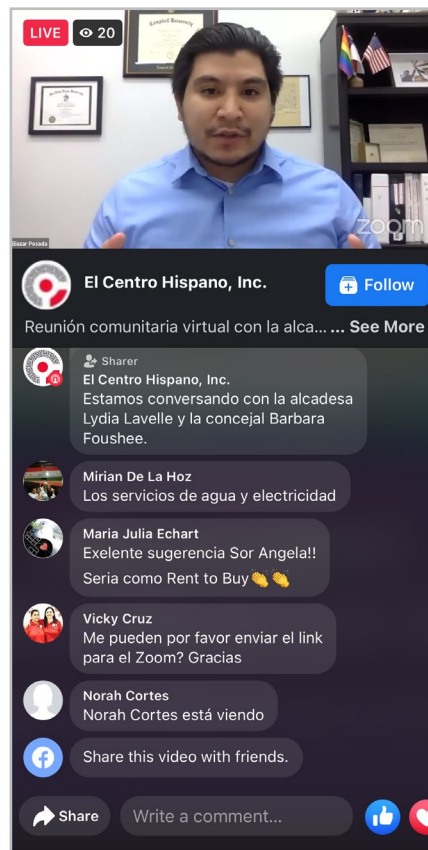 LIVE 20
Campbell University
Eliazar Posada
zoom
El Centro Hispano, Inc.
Follow
Reunión comunitaria virtual con la alca... ... See More
Sharer
El Centro Hispano, Inc.
Estamos conversando con la alcadesa
Lydia Lavelle y la concejal Barbara
Foushee.
Mirian De La Hoz
Los servicios de agua y electricidad
Maria Julia Echart
Exelente sugerencia Sor Angela!!
Seria como Rent to Buy👏👏
Vicky Cruz
Me pueden por favor enviar el link
para el Zoom? Gracias
Norah Cortes
Norah Cortes está viendo
Share this video with friends.
Share
Write a comment...